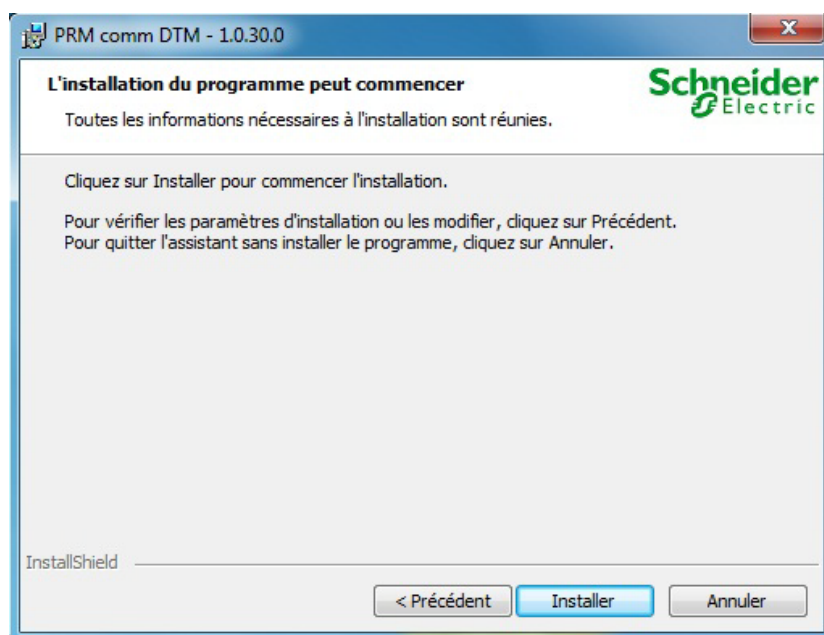 PRM comm DTM - 1.0.30.0
L'installation du programme peut commencer
Toutes les informations nécessaires à l'installation sont réunies.
Schneider
Electric
Cliquez sur Installer pour commencer l'installation.
Pour vérifier les paramètres d'installation ou les modifier, cliquez sur Précédent.
Pour quitter l'assistant sans installer le programme, cliquez sur Annuler.
InstallShield
< Précédent
Installer
Annuler